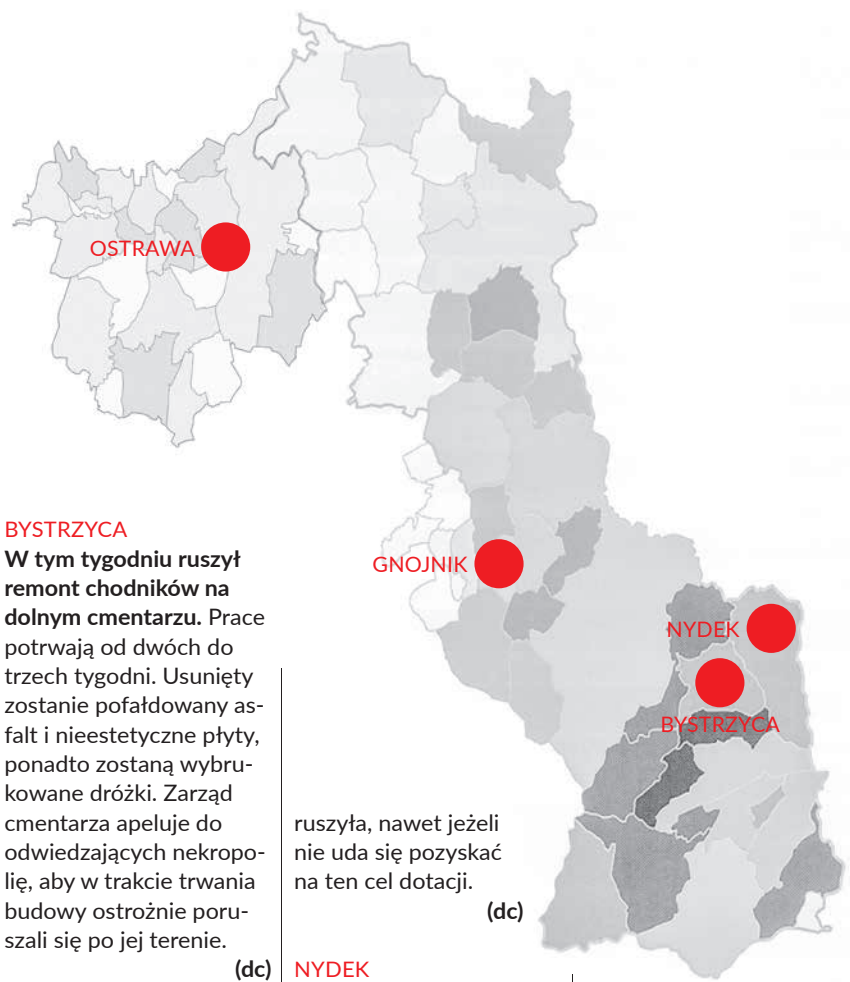 OSTRAWA
GNOJNIK
NYDEK
BYSTRZYCA
BYSTRZYCA
W tym tygodniu ruszył
remont chodników na
dolnym cmentarzu. Prace
potrwają od dwóch do
trzech tygodni. Usunięty
zostanie pofałdowany as-
falt i nieestetyczne płyty,
ponadto zostaną wybru-
kowane dróżki. Zarząd
cmentarza apeluje do
odwiedzających nekropo-
lię, aby w trakcie trwania
budowy ostrożnie poru-
szali się po jej terenie.
(dc)
ruszyła, nawet jeżeli
nie uda się pozyskać
na ten cel dotacji.
(dc)
NYDEK